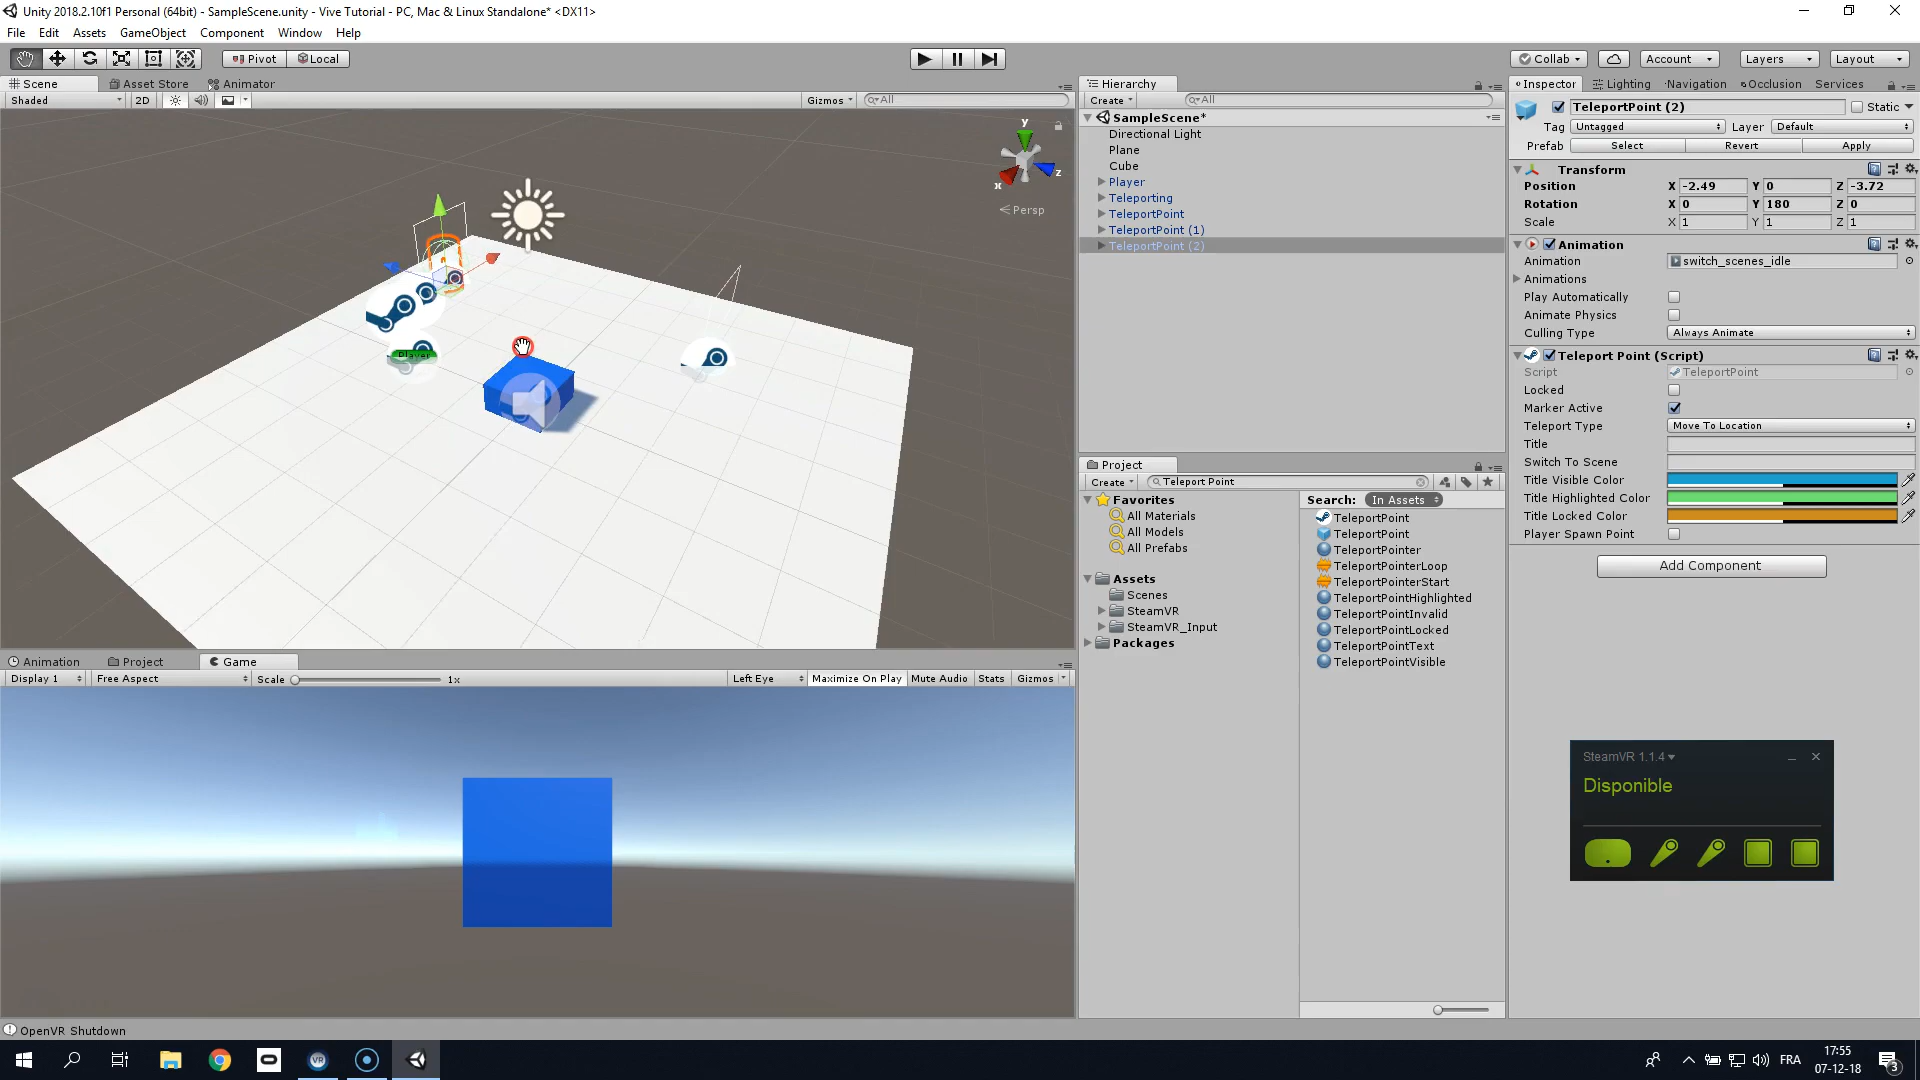 Unity 2018.2.10f1 Personal (64bit) - SampleScene.unity - Vive Tutorial - PC, Mac & Linux Standalone* <DX11>
File Edit Assets GameObject Component Window Help
Pivot Local Collab Account Layers Layout
Scene Asset Store Animator
Shaded 2D Gizmos All
y
x
z
Persp
Player
Hierarchy
Create All
SampleScene*
Directional Light
Plane
Cube
Player
Teleporting
TeleportPoint
TeleportPoint (1)
TeleportPoint (2)
Project
Create Teleport Point
Favorites
All Materials
All Models
All Prefabs
Assets
Scenes
SteamVR
SteamVR_Input
Packages
Search: In Assets
TeleportPoint
TeleportPoint
TeleportPointer
TeleportPointerLoop
TeleportPointerStart
TeleportPointHighlighted
TeleportPointInvalid
TeleportPointLocked
TeleportPointText
TeleportPointVisible
Inspector Lighting Navigation Occlusion Services
TeleportPoint (2) Static
Tag Untagged Layer Default
Prefab Select Revert Apply
Transform
Position X -2.49 Y 0 Z -3.72
Rotation X 0 Y 180 Z 0
Scale X 1 Y 1 Z 1
Animation
Animation switch_scenes_idle
Animations
Play Automatically
Animate Physics
Culling Type Always Animate
Teleport Point (Script)
Script TeleportPoint
Locked
Marker Active
Teleport Type Move To Location
Title
Switch To Scene
Title Visible Color
Title Highlighted Color
Title Locked Color
Player Spawn Point
Add Component
SteamVR 1.1.4
Disponible
Animation Project Game
Display 1 Free Aspect Scale 1x Left Eye Maximize On Play Mute Audio Stats Gizmos
OpenVR Shutdown
VR
FRA
17:55
07-12-18
3